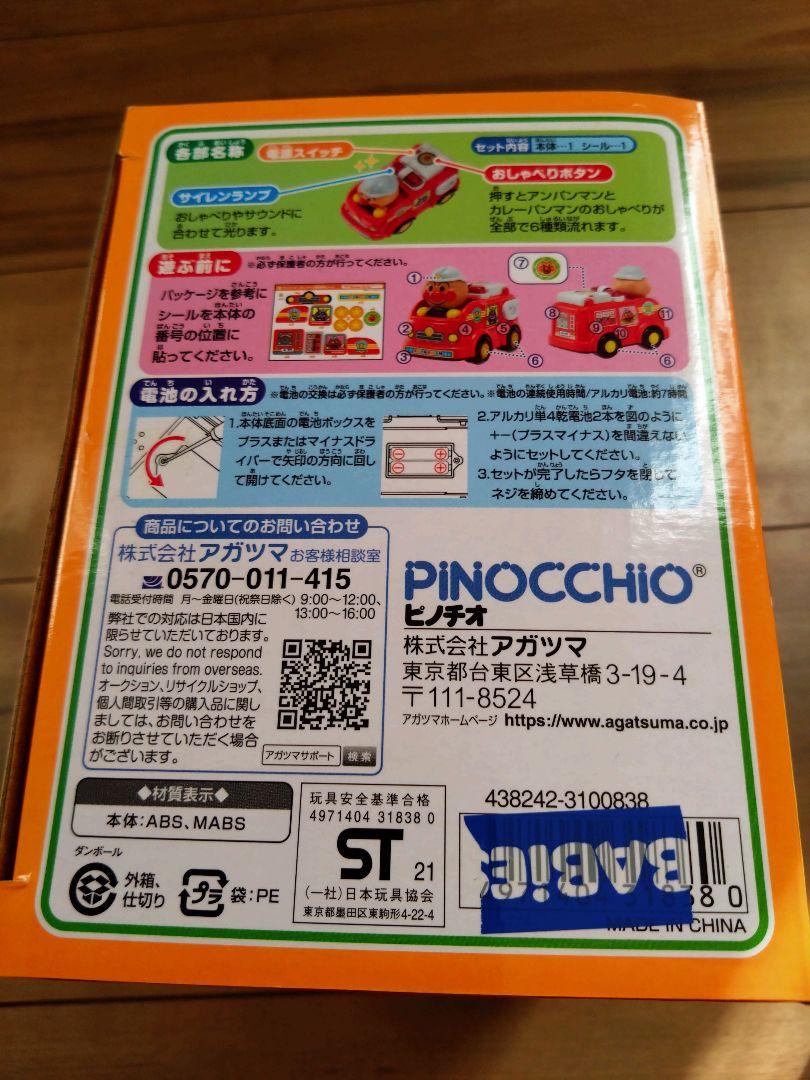 各部名称
電源スイッチ
セット内容 本体…1 シール…1
サイレンランプ
おしゃべりやサウンドに
合わせて光ります。
おしゃべりボタン
押すとアンパンマンと
カレーパンマンのおしゃべりが
全部で6種類流れます。
遊ぶ前に ※必ず保護者の方が行ってください。
パッケージを参考に
シールを本体の
番号の位置に
貼ってください。
① ② ③ ④ ⑤ ⑥
⑦ ⑧ ⑨ ⑩ ⑪ ⑥
電池の入れ方 ※電池の交換は必ず保護者の方が行ってください。※電池の連続使用時間/アルカリ電池:約7時間
1.本体底面の電池ボックスを
プラスまたはマイナスドラ
イバーで矢印の方向に回し
て開けてください。
2.アルカリ単4乾電池2本を図のように
+−(プラスマイナス)を間違えない
ようにセットしてください。
3.セットが完了したらフタを閉じて
ネジを締めてください。
商品についてのお問い合わせ
株式会社アガツマお客様相談室
0570-011-415
電話受付時間 月〜金曜日(祝祭日除く) 9:00〜12:00、
13:00〜16:00
弊社での対応は日本国内に
限らせていただいております。
Sorry, we do not respond
to inquiries from overseas.
オークション、リサイクルショップ、
個人間取引等の購入品に関し
ましては、お問い合わせを
お断りさせていただく場合
がございます。
アガツマサポート 検索
PINOCCHIO®
ピノチオ
株式会社アガツマ
東京都台東区浅草橋3-19-4
〒111-8524
アガツマホームページ https://www.agatsuma.co.jp
◆材質表示◆
本体:ABS、MABS
ダンボール
外箱、
仕切り
プラ
袋:PE
玩具安全基準合格
4971404 31838 0
ST 21
(一社)日本玩具協会
東京都墨田区東駒形4-22-4
438242-3100838
BABiE
4971404 318380
MADE IN CHINA